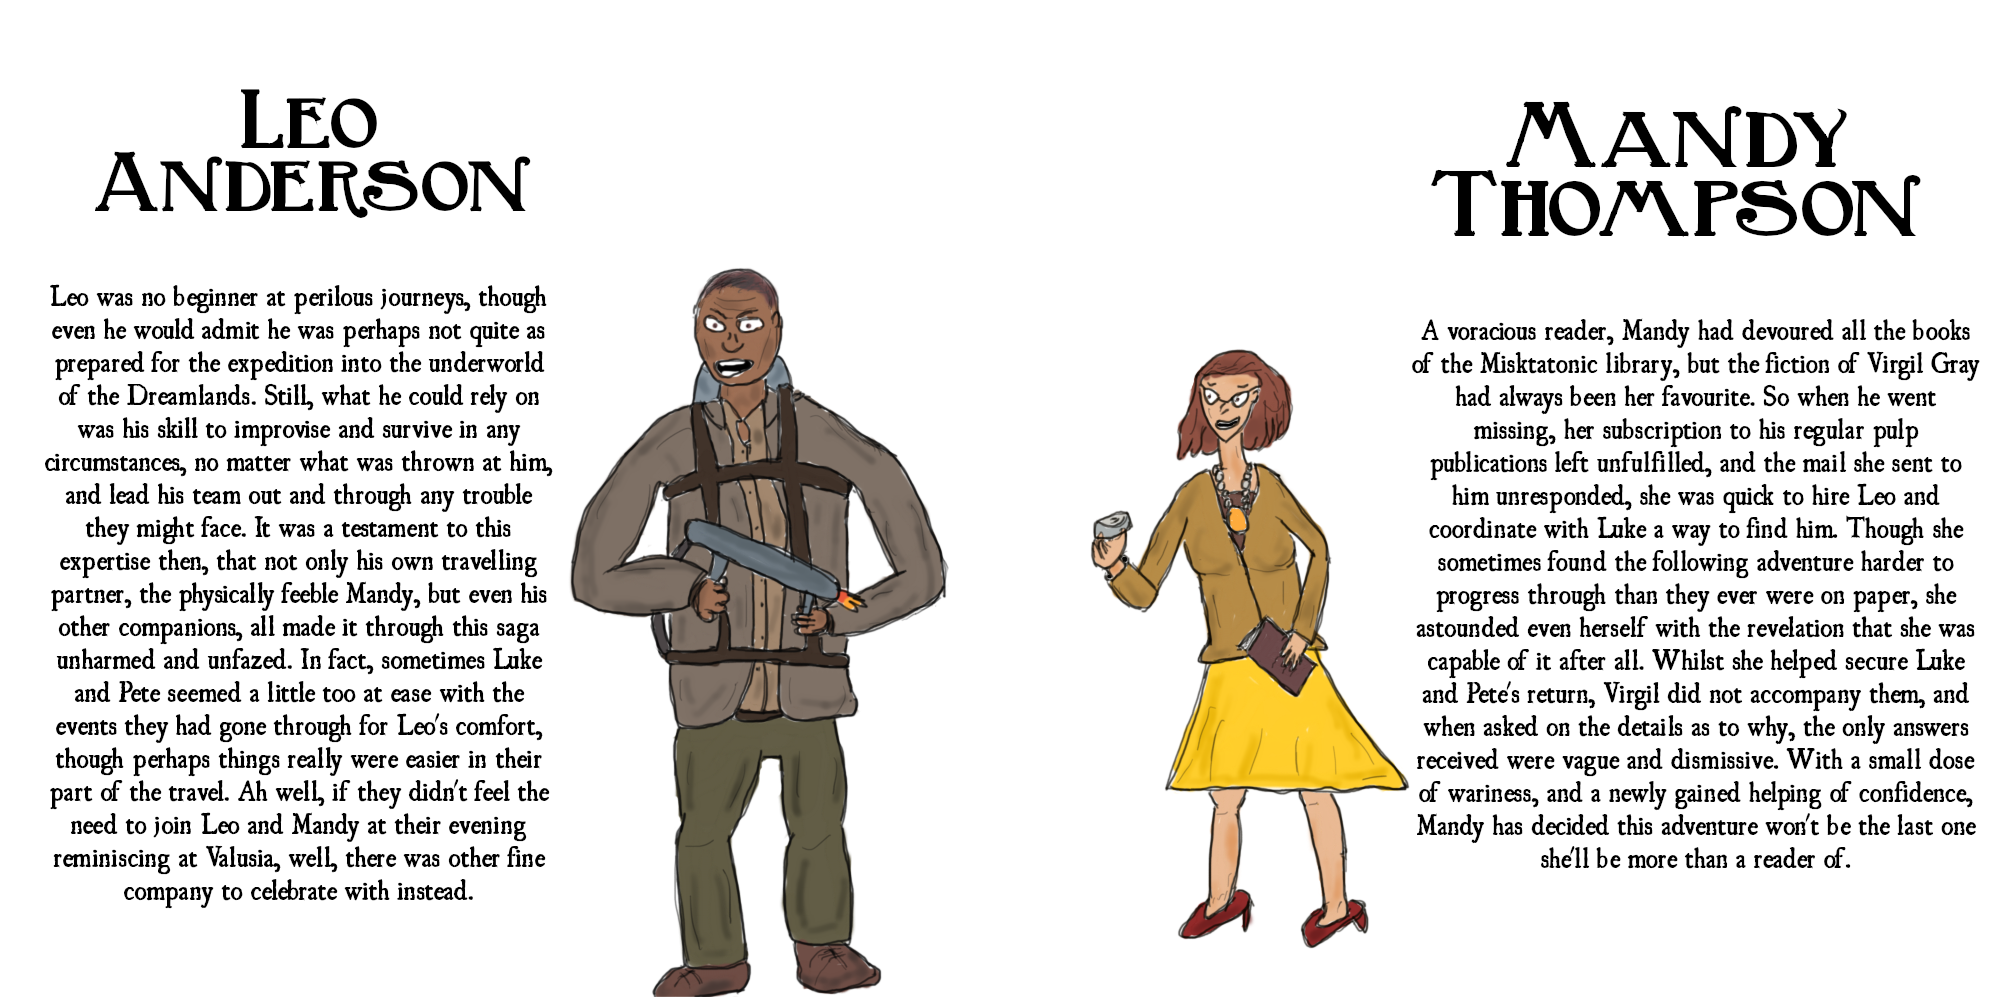 Leo
Anderson
Leo was no beginner at perilous journeys, though
even he would admit he was perhaps not quite as
prepared for the expedition into the underworld
of the Dreamlands. Still, what he could rely on
was his skill to improvise and survive in any
circumstances, no matter what was thrown at him,
and lead his team out and through any trouble
they might face. It was a testament to this
expertise then, that not only his own travelling
partner, the physically feeble Mandy, but even his
other companions, all made it through this saga
unharmed and unfazed. In fact, sometimes Luke
and Pete seemed a little too at ease with the
events they had gone through for Leo's comfort,
though perhaps things really were easier in their
part of the travel. Ah well, if they didn't feel the
need to join Leo and Mandy at their evening
reminiscing at Valusia, well, there was other fine
company to celebrate with instead.
Mandy
Thompson
A voracious reader, Mandy had devoured all the books
of the Misktatonic library, but the fiction of Virgil Gray
had always been her favourite. So when he went
missing, her subscription to his regular pulp
publications left unfulfilled, and the mail she sent to
him unresponded, she was quick to hire Leo and
coordinate with Luke a way to find him. Though she
sometimes found the following adventure harder to
progress through than they ever were on paper, she
astounded even herself with the revelation that she was
capable of it after all. Whilst she helped secure Luke
and Pete's return, Virgil did not accompany them, and
when asked on the details as to why, the only answers
received were vague and dismissive. With a small dose
of wariness, and a newly gained helping of confidence,
Mandy has decided this adventure won't be the last one
she'll be more than a reader of.